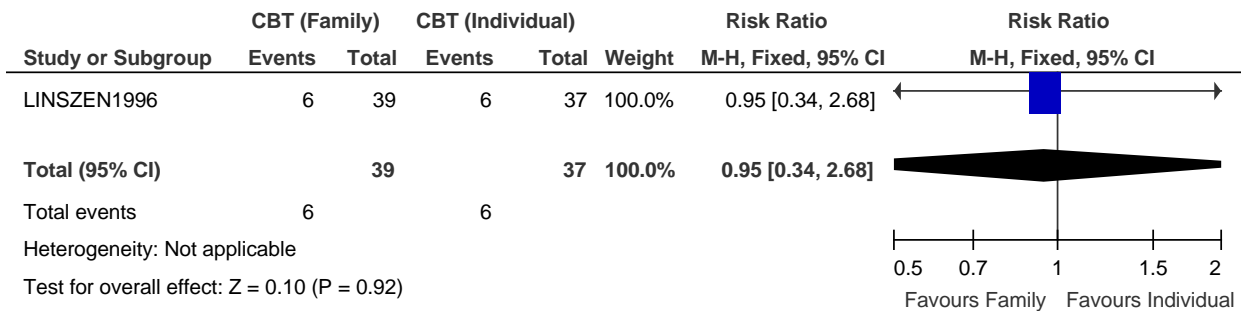 CBT (Family) CBT (Individual) Risk Ratio Risk Ratio
Study or Subgroup Events Total Events Total Weight M-H, Fixed, 95% CI M-H, Fixed, 95% CI
LINSZEN1996 6 39 6 37 100.0% 0.95 [0.34, 2.68]
Total (95% CI) 39 37 100.0% 0.95 [0.34, 2.68]
Total events 6 6
Heterogeneity: Not applicable
Test for overall effect: Z = 0.10 (P = 0.92)
0.5 0.7 1 1.5 2
Favours Family Favours Individual